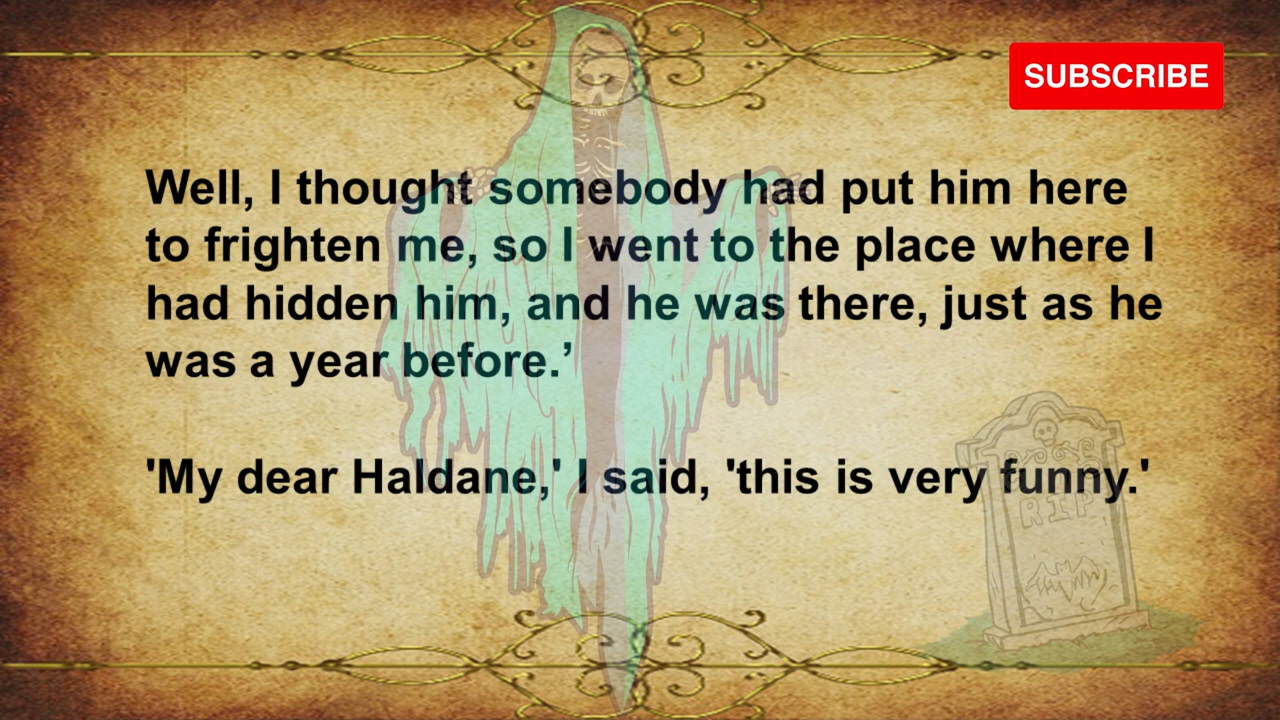 SUBSCRIBE
Well, I thought somebody had put him here
to frighten me, so I went to the place where I
had hidden him, and he was there, just as he
was a year before.’
'My dear Haldane,' I said, 'this is very funny.'
RIP